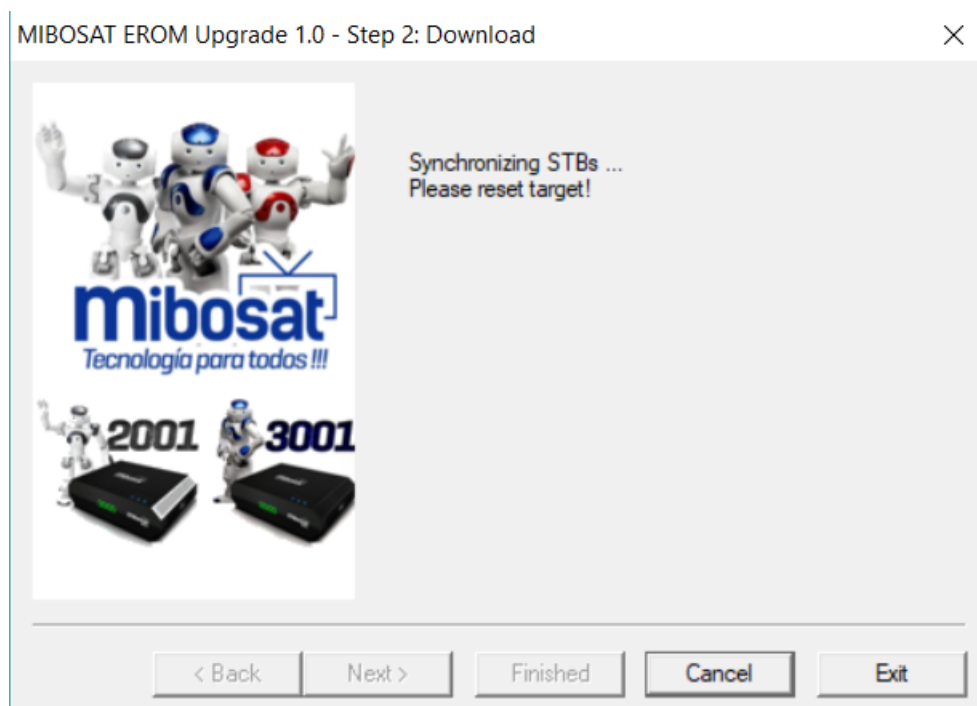 MIBOSAT EROM Upgrade 1.0 - Step 2: Download
Synchronizing STBs ...
Please reset target!
Mibosat
Tecnología para todos !!!
2001
3001
< Back
Next >
Finished
Cancel
Exit